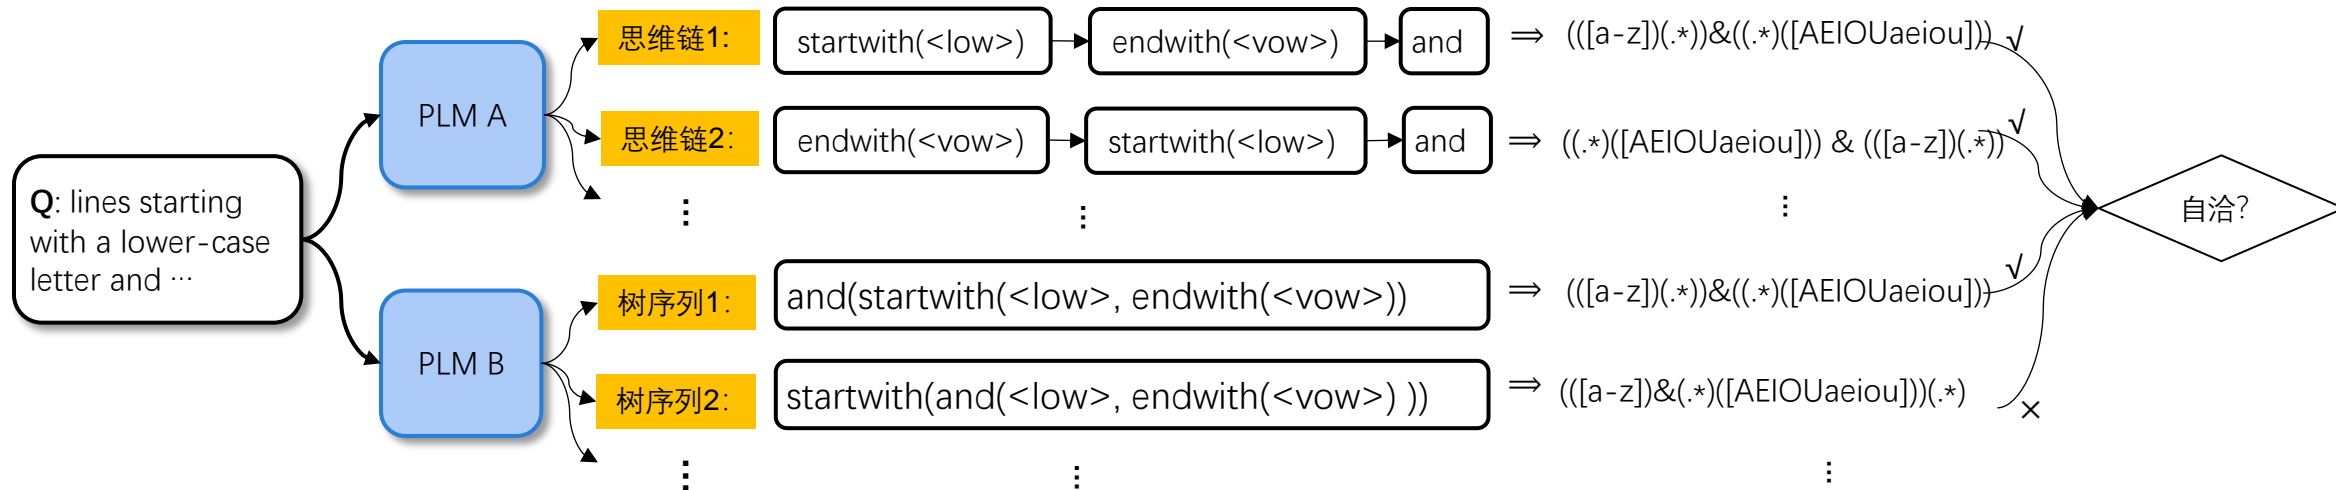 Q: lines starting
with a lower-case
letter and ···
PLM A
思维链1:
startwith(<low>)
endwith(<vow>)
and
⇒
(([a-z])(.*))&((.*)([AEIOUaeiou]))
√
思维链2:
endwith(<vow>)
startwith(<low>)
and
⇒
((.*)([AEIOUaeiou])) & (([a-z])(.*))
√
⋮
⋮
⋮
PLM B
树序列1:
and(startwith(<low>, endwith(<vow>))
⇒
(([a-z])(.*))&((.*)([AEIOUaeiou]))
√
树序列2:
startwith(and(<low>, endwith(<vow>) ))
⇒
(([a-z])&(.*)([AEIOUaeiou]))(.*)
×
⋮
⋮
⋮
自洽?